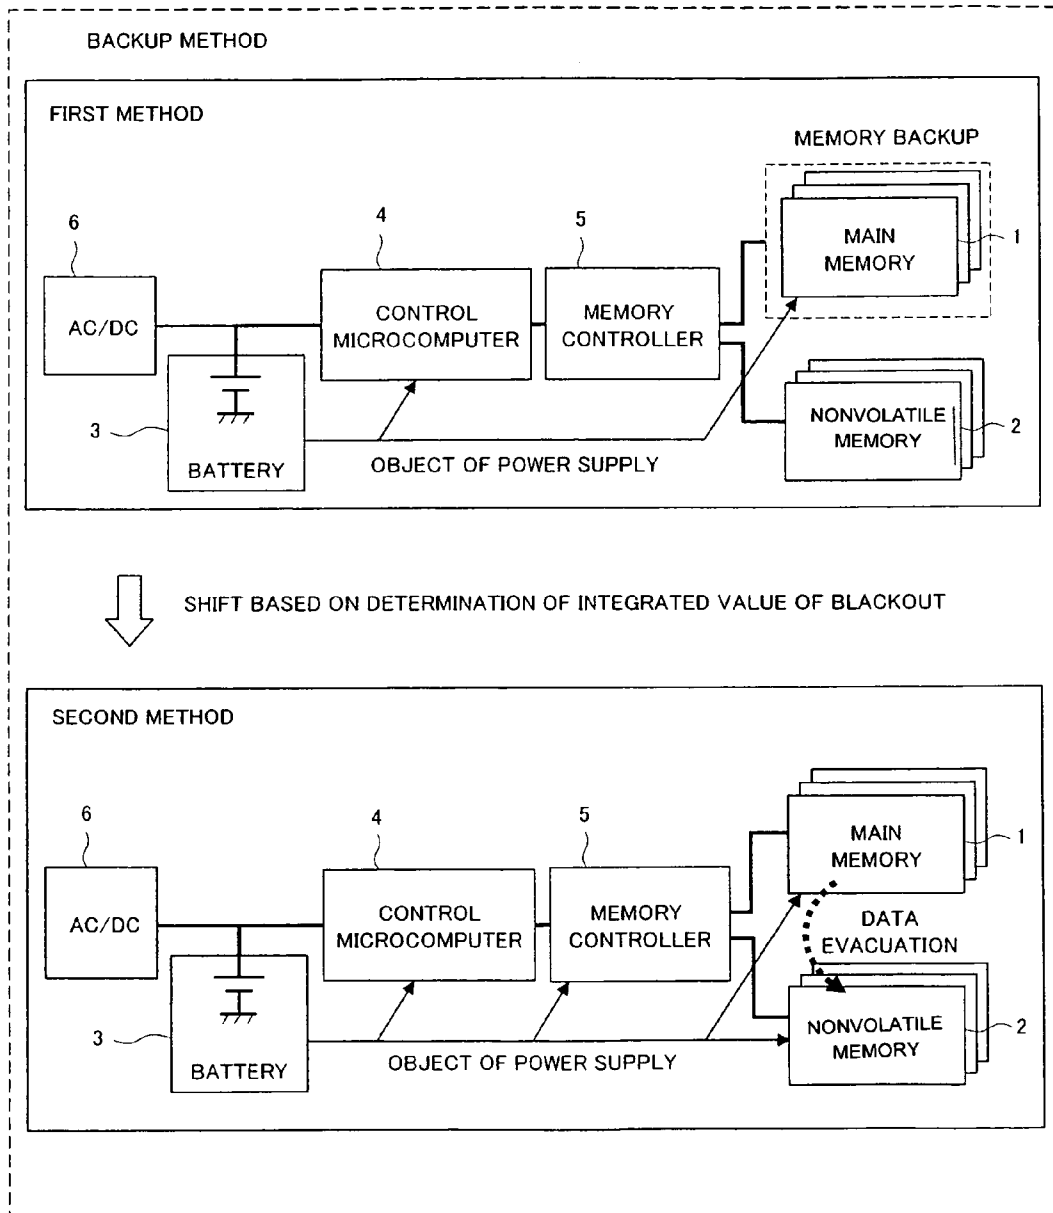 BACKUP METHOD
FIRST METHOD
MEMORY BACKUP
6
4
5
MAIN
MEMORY
1
AC/DC
CONTROL
MICROCOMPUTER
MEMORY
CONTROLLER
3
BATTERY
OBJECT OF POWER SUPPLY
NONVOLATILE
MEMORY
2
SHIFT BASED ON DETERMINATION OF INTEGRATED VALUE OF BLACKOUT
SECOND METHOD
6
4
5
MAIN
MEMORY
1
AC/DC
CONTROL
MICROCOMPUTER
MEMORY
CONTROLLER
DATA
EVACUATION
3
BATTERY
OBJECT OF POWER SUPPLY
NONVOLATILE
MEMORY
2